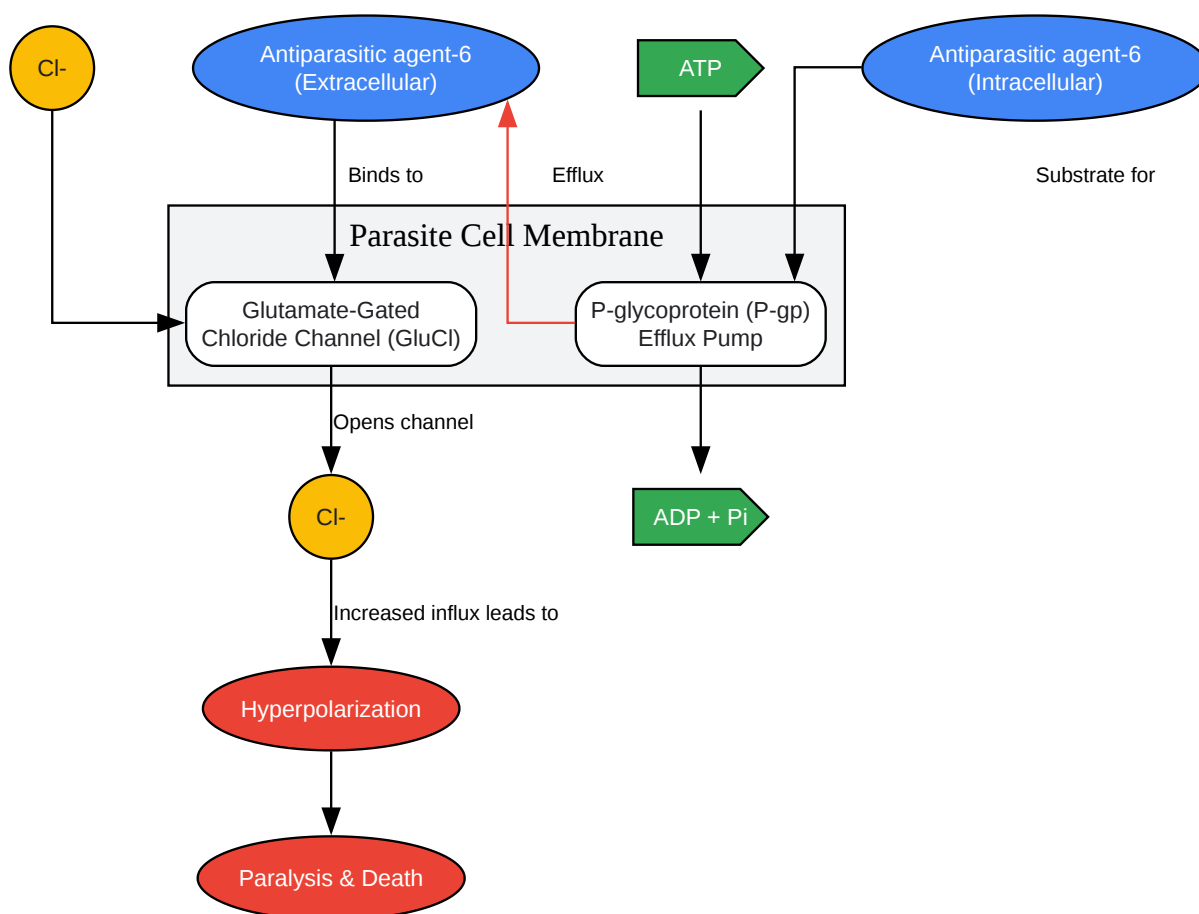 Cl-
Antiparasitic agent-6
(Extracellular)
ATP
Antiparasitic agent-6
(Intracellular)
Binds to
Efflux
Substrate for
Parasite Cell Membrane
Glutamate-Gated
Chloride Channel (GluCl)
P-glycoprotein (P-gp)
Efflux Pump
Opens channel
Cl-
ADP + Pi
Increased influx leads to
Hyperpolarization
Paralysis & Death